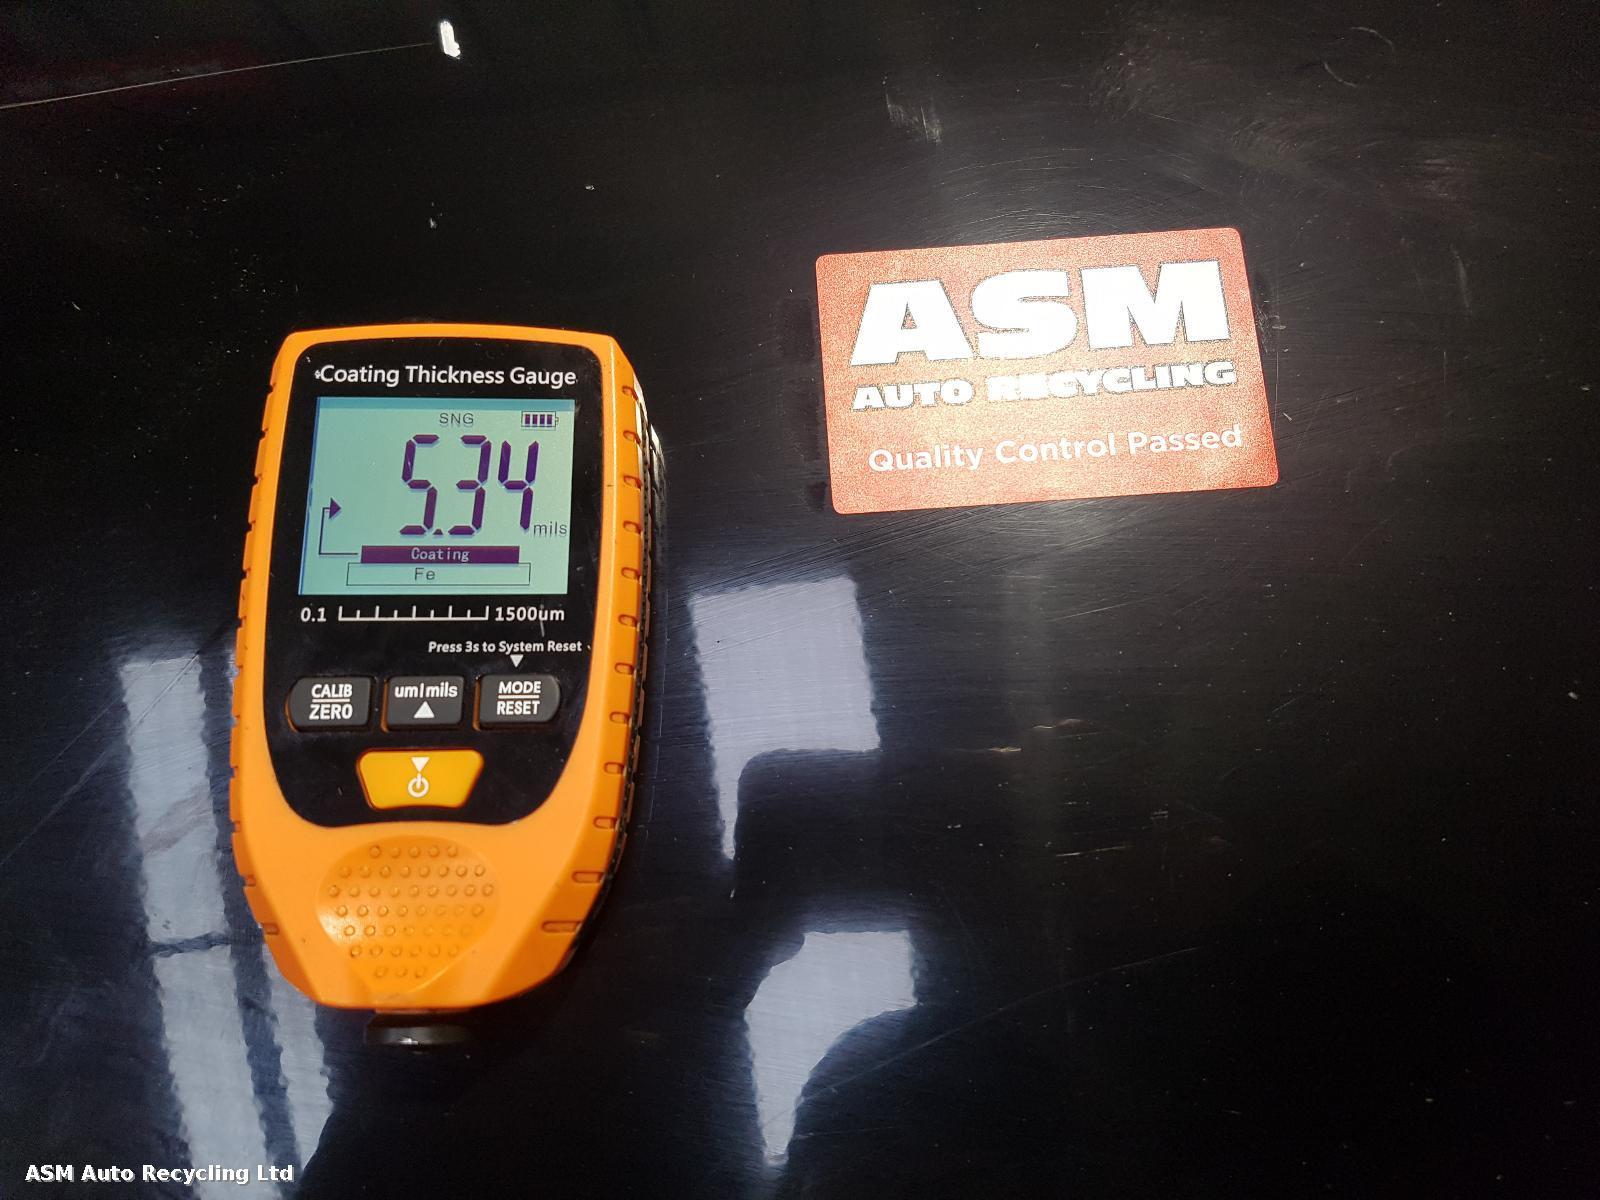 Coating Thickness Gauge
SNG
5.34 mils
Coating
Fe
0.1 1500um
Press 3s to System Reset
CALIB ZERO
um|mils
MODE RESET
ASM
AUTO RECYCLING
Quality Control Passed
ASM Auto Recycling Ltd